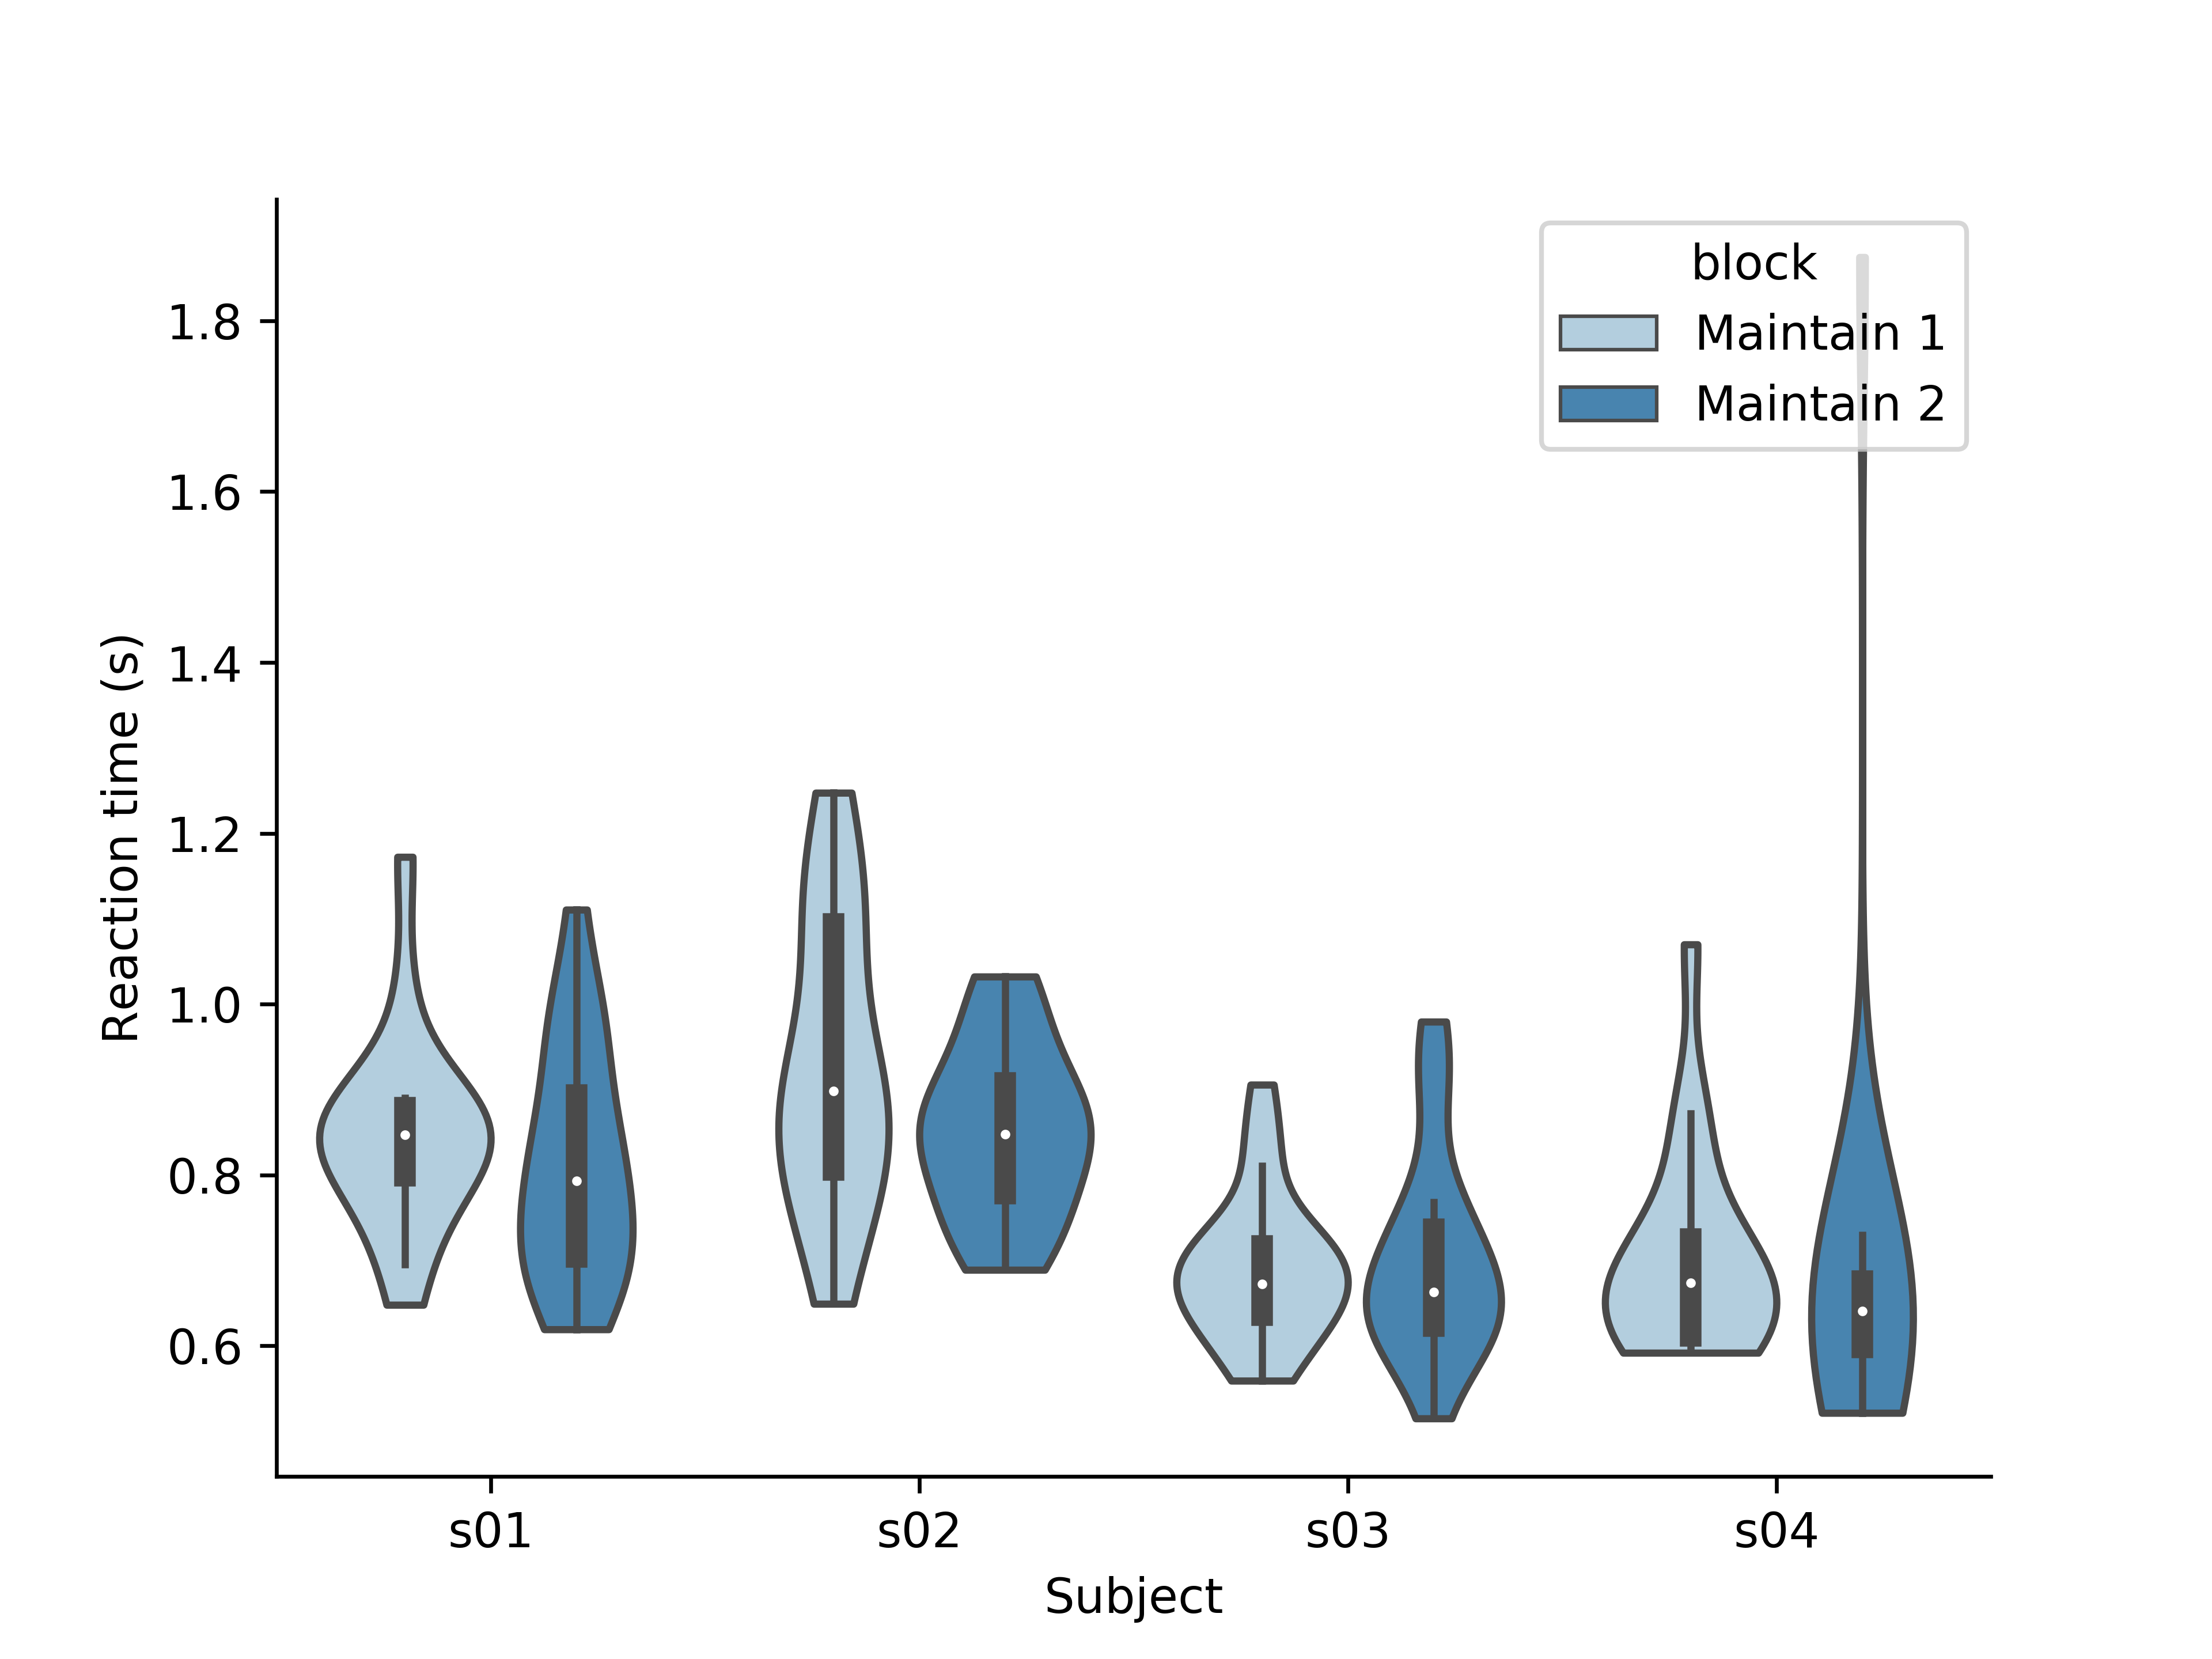 block
Maintain 1
Maintain 2
Reaction time (s)
1.8
1.6
1.4
1.2
1.0
0.8
0.6
s01 s02 s03 s04
Subject